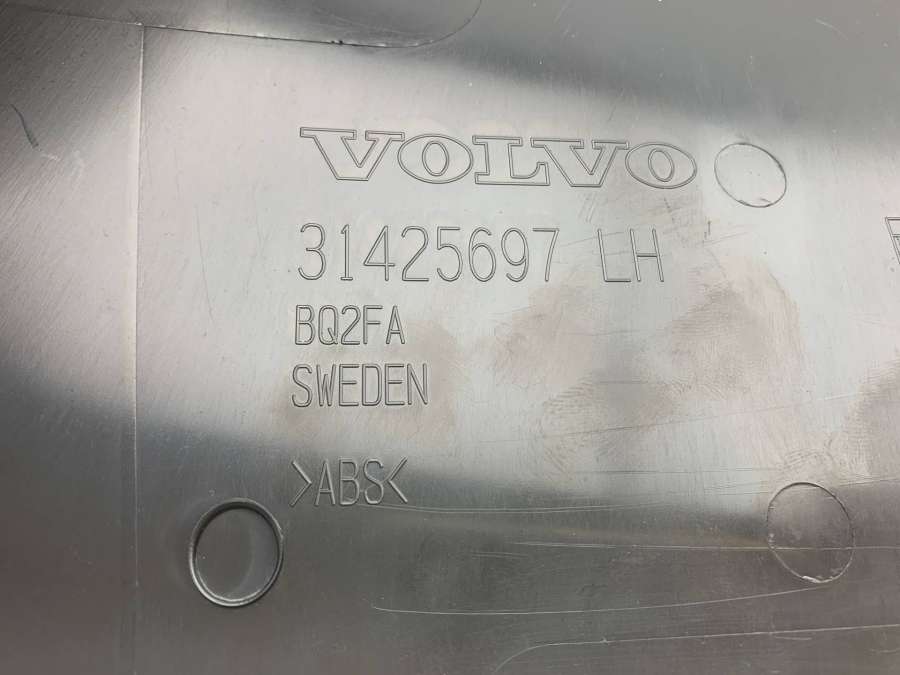 VOLVO
31425697 LH
BQ2FA
SWEDEN
>ABS<